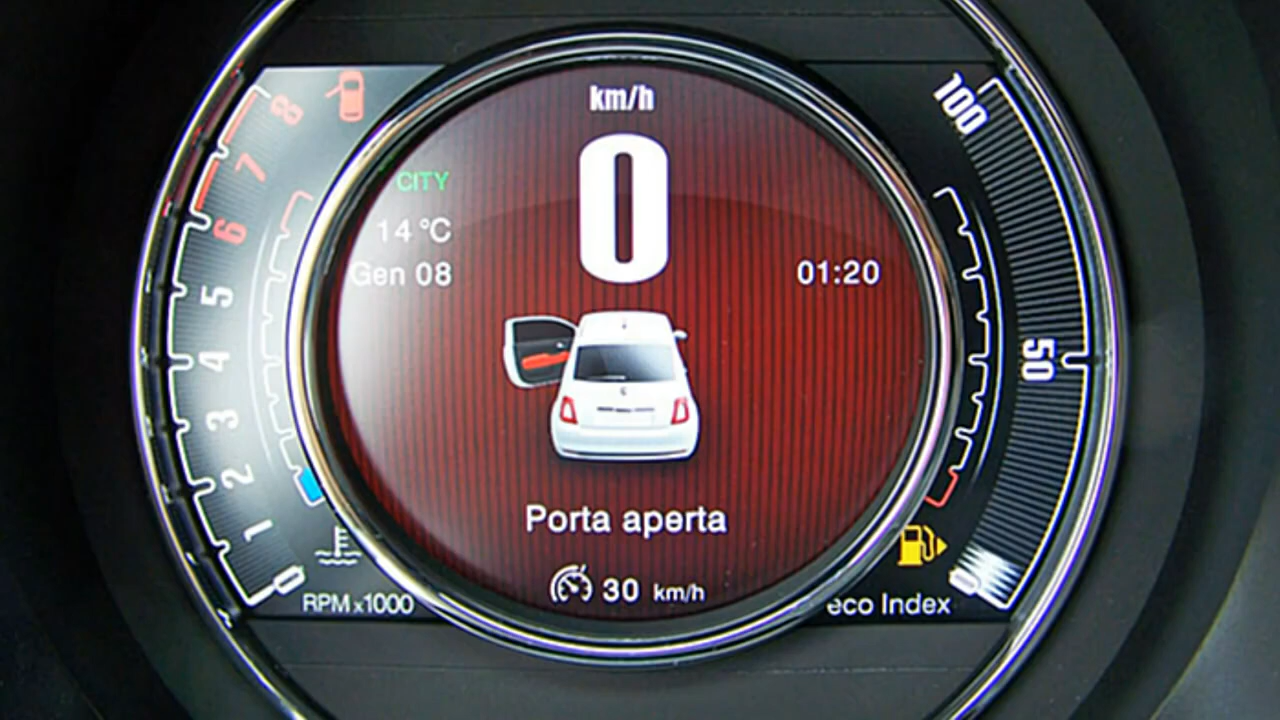 km/h
0
CITY
14 °C
Gen 08
01:20
Porta aperta
30 km/h
8
7
6
5
4
3
2
1
0
RPM x1000
100
50
0
eco Index